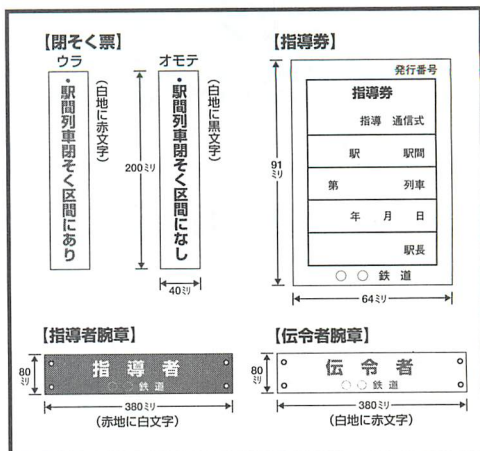 【閉そく票】
ウラ
オモテ
・駅間列車閉そく区間にあり
(白地に赤文字)
・駅間列車閉そく区間になし
(白地に黒文字)
200ミリ
40ミリ
【指導券】
発行番号
指導券
指導 通信式
駅 駅間
第 列車
年 月 日
駅長
○ ○ 鉄 道
91ミリ
64ミリ
【指導者腕章】
指 導 者
○ ○ 鉄 道
80ミリ
380ミリ
(赤地に白文字)
【伝令者腕章】
伝 令 者
○ ○ 鉄 道
80ミリ
380ミリ
(白地に赤文字)